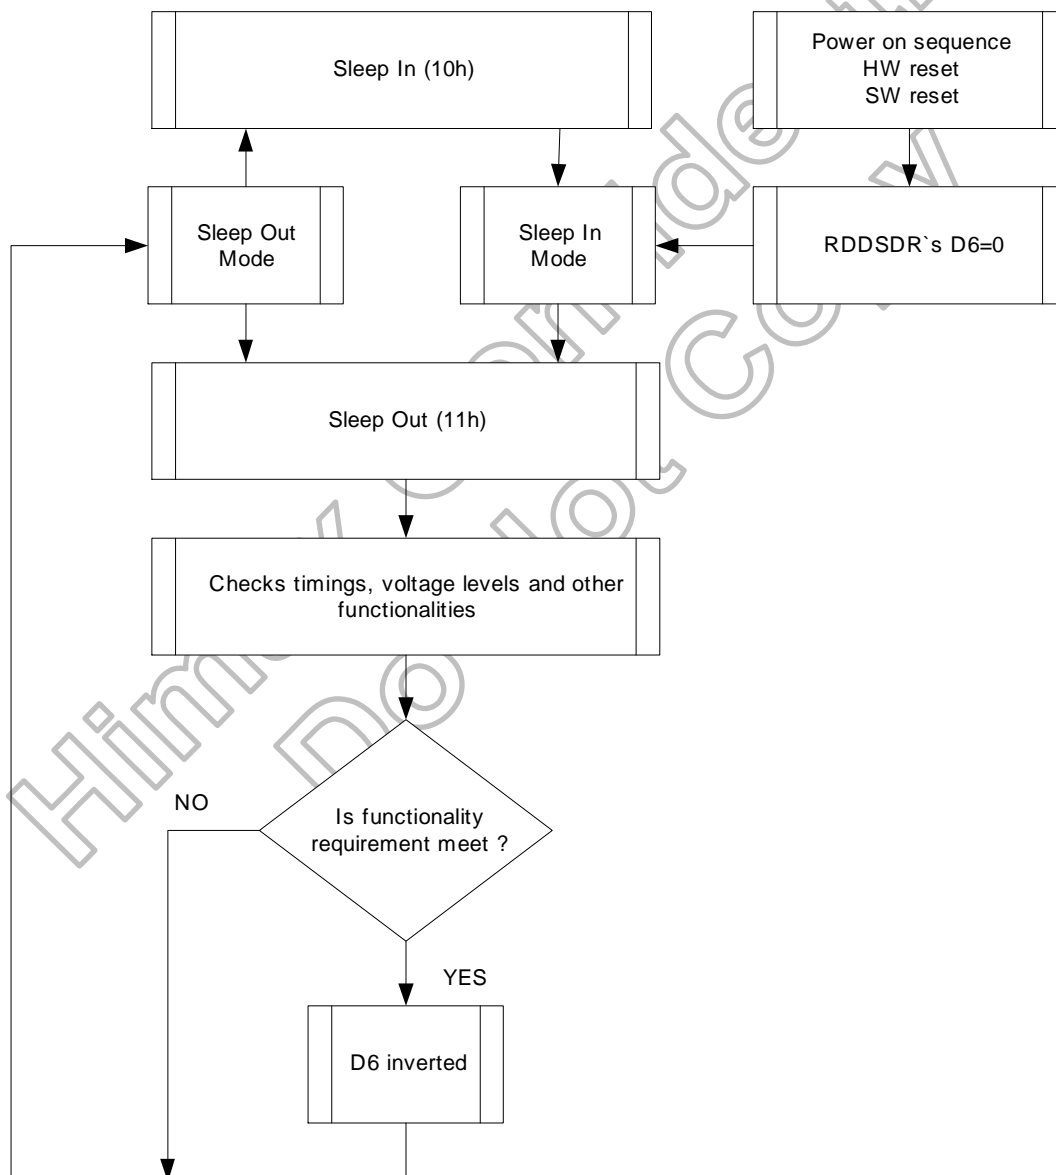 Sleep In (10h)
Power on sequence
HW reset
SW reset
Sleep Out
Mode
Sleep In
Mode
RDDSDR`s D6=0
Sleep Out (11h)
Checks timings, voltage levels and other
functionalities
Is functionality
requirement meet ?
NO
YES
D6 inverted